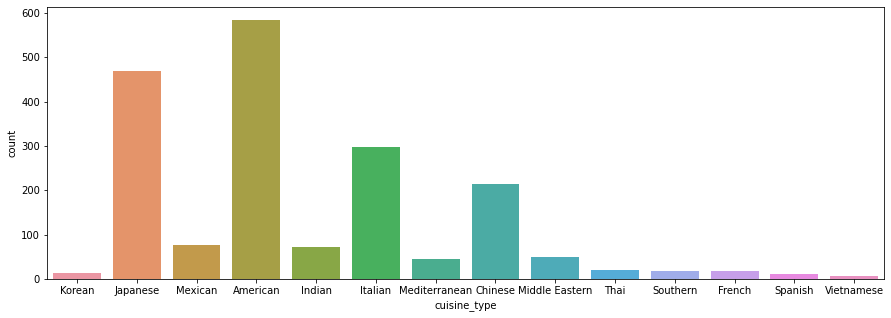 600
500
400
300
200
100
0
count
Korean Japanese Mexican American Indian Italian Mediterranean Chinese Middle Eastern Thai Southern French Spanish Vietnamese
cuisine_type